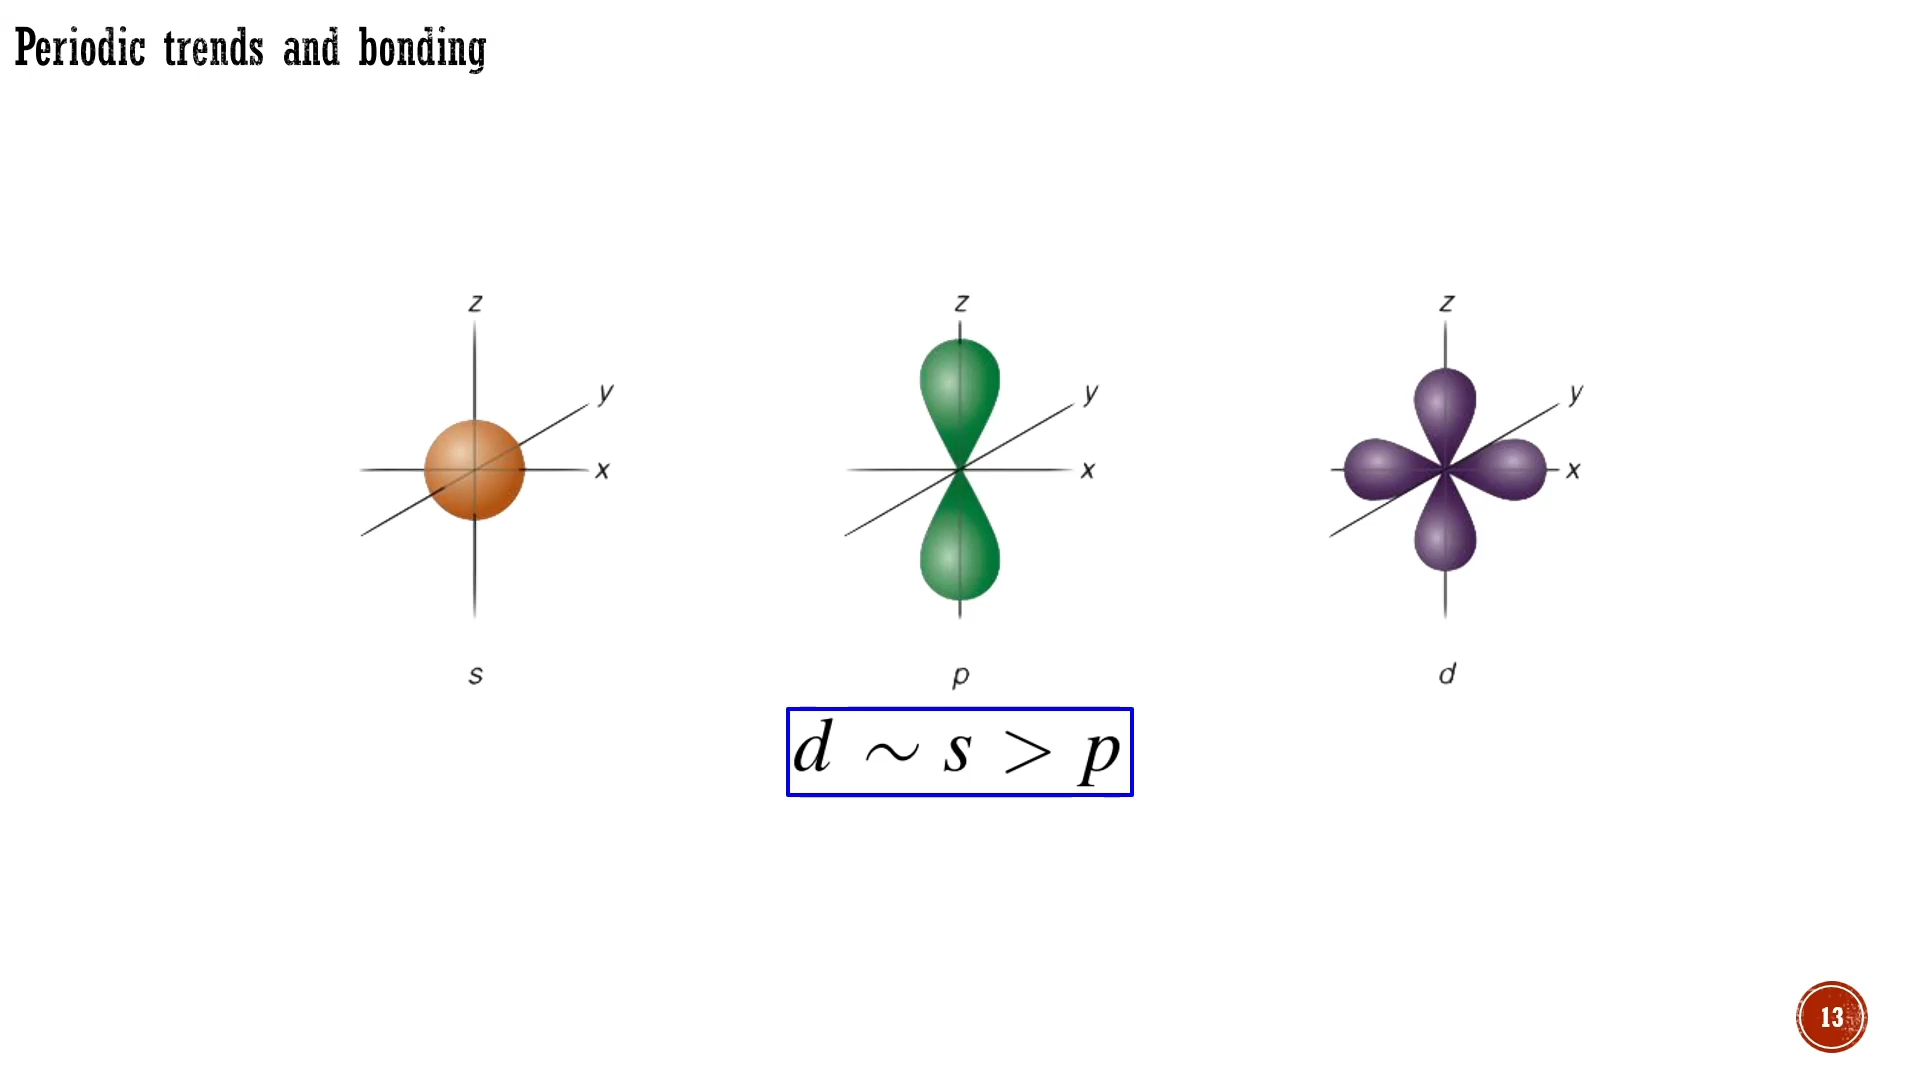 Periodic trends and bonding
z z z
y y y
x x x
s p d
d ~ s > p
13